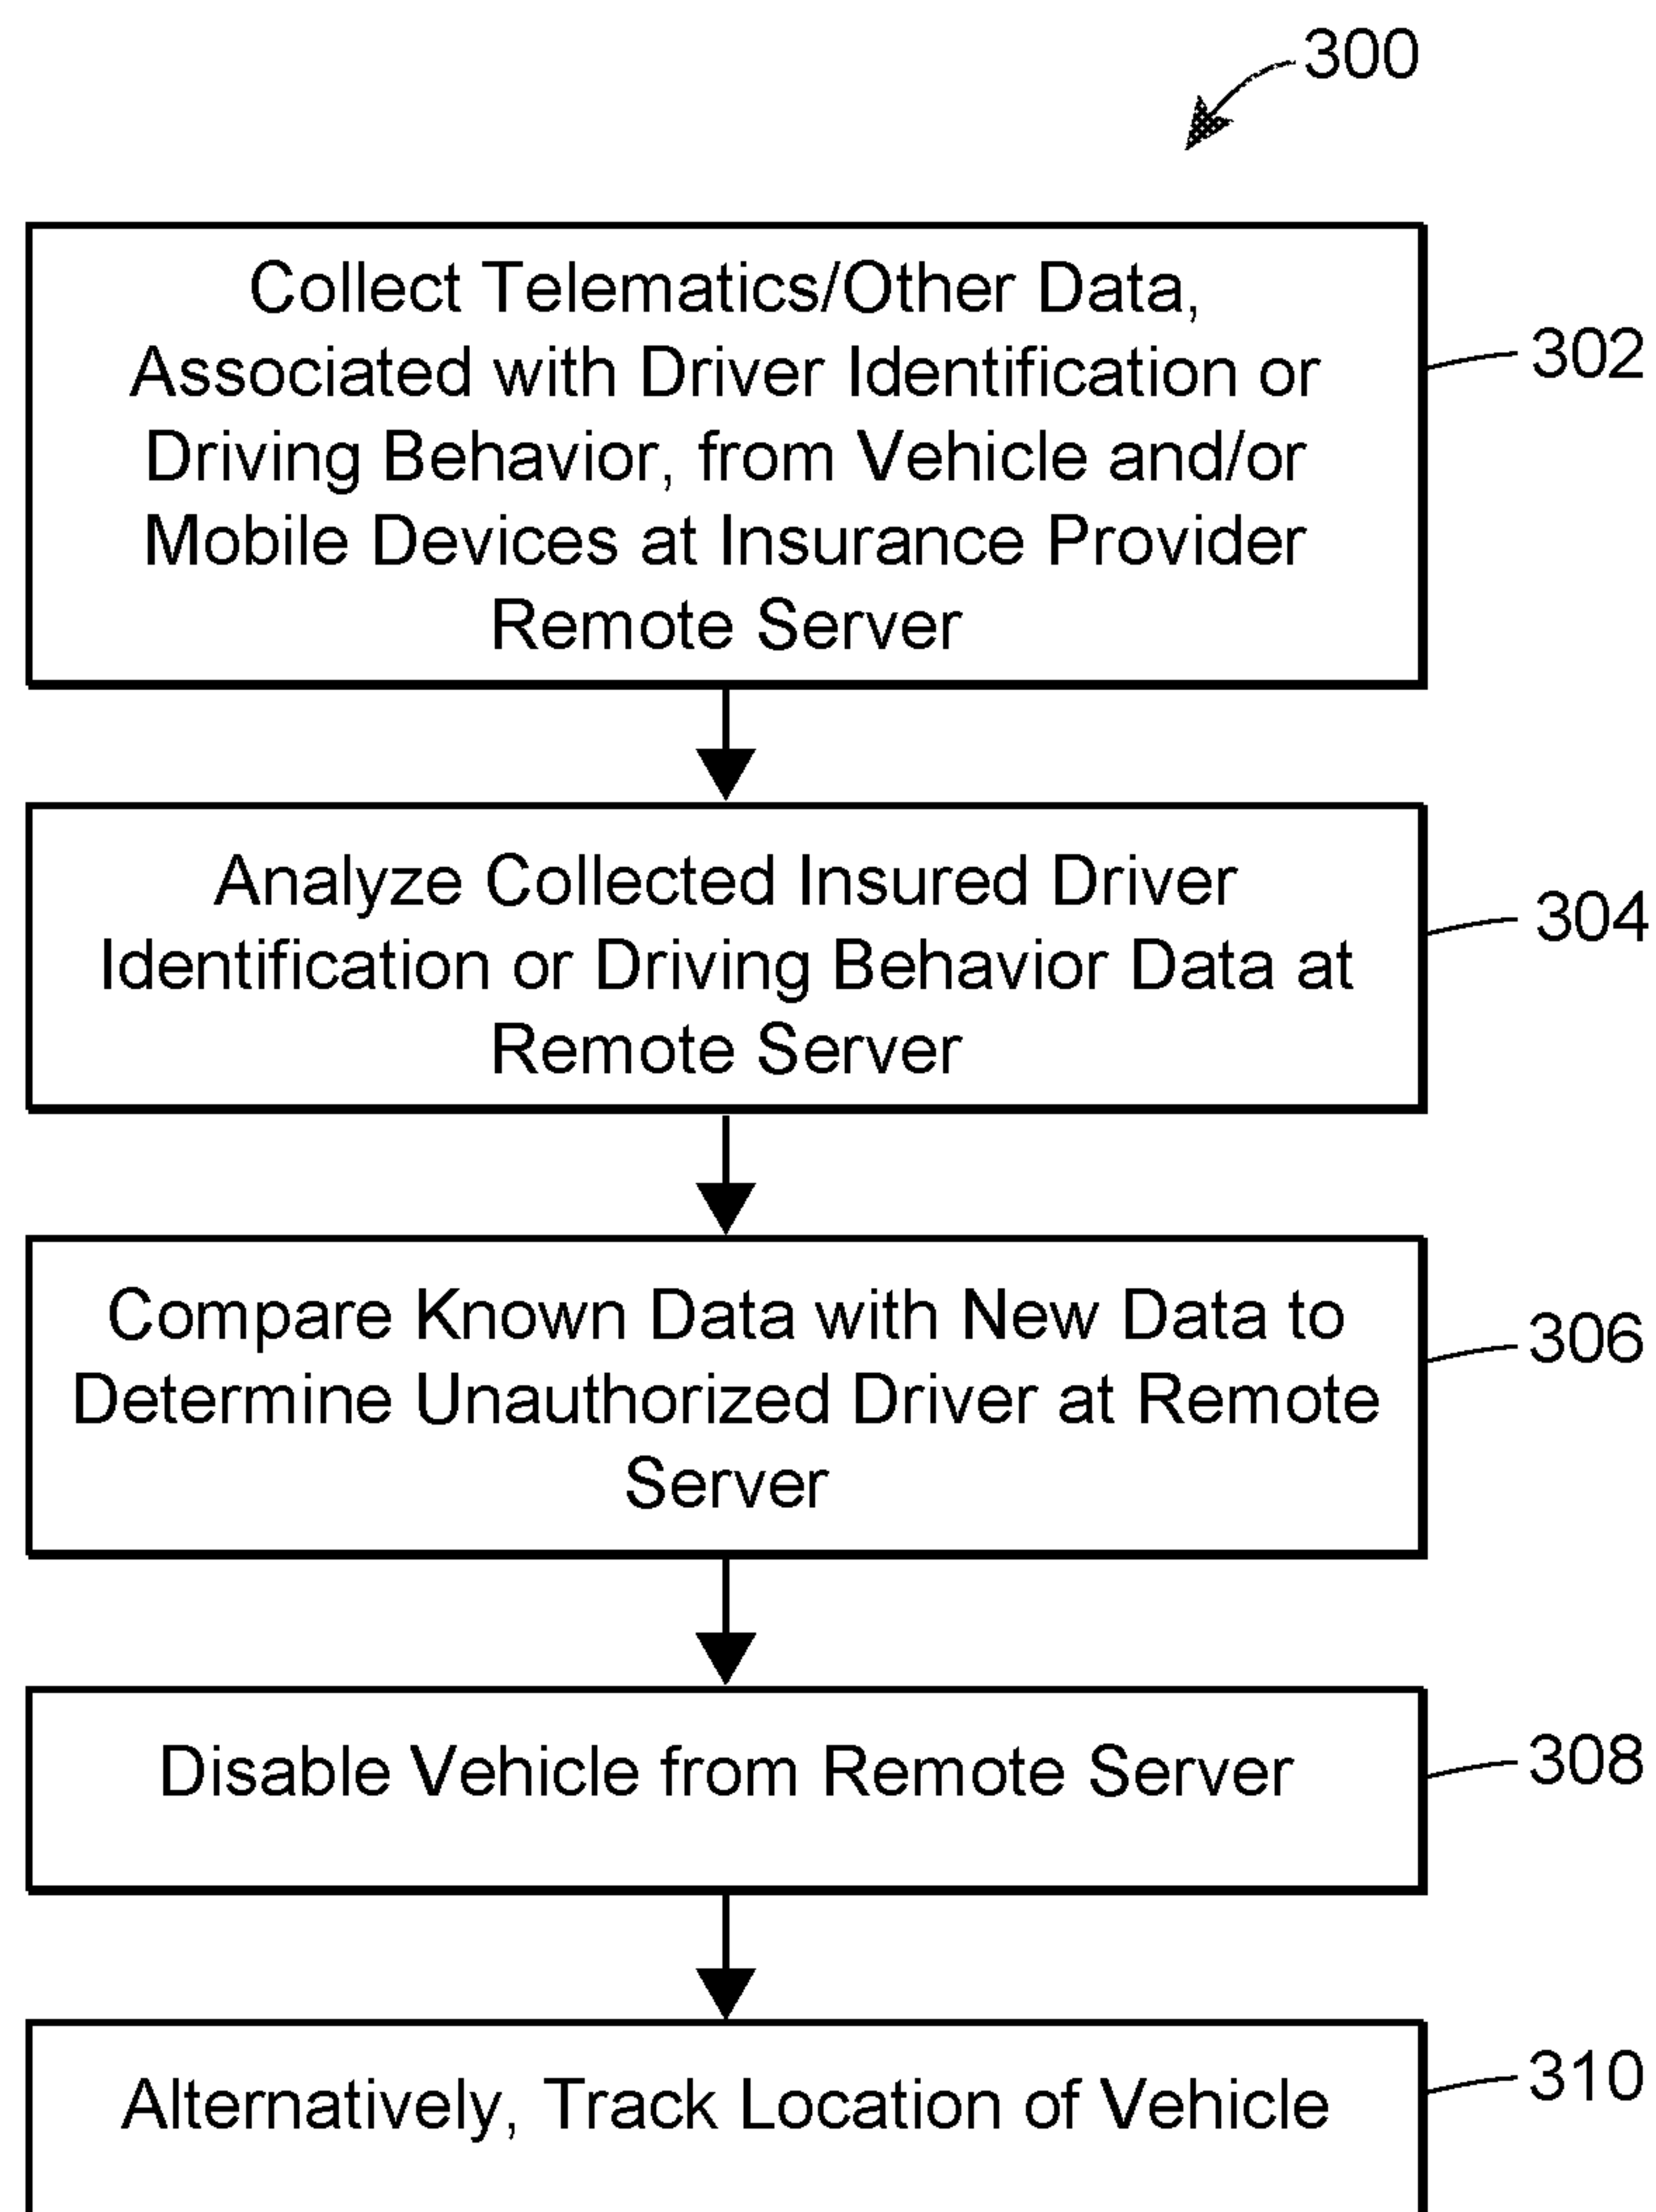 300
Collect Telematics/Other Data,
Associated with Driver Identification or
Driving Behavior, from Vehicle and/or
Mobile Devices at Insurance Provider
Remote Server
302
Analyze Collected Insured Driver
Identification or Driving Behavior Data at
Remote Server
304
Compare Known Data with New Data to
Determine Unauthorized Driver at Remote
Server
306
Disable Vehicle from Remote Server
308
Alternatively, Track Location of Vehicle
310